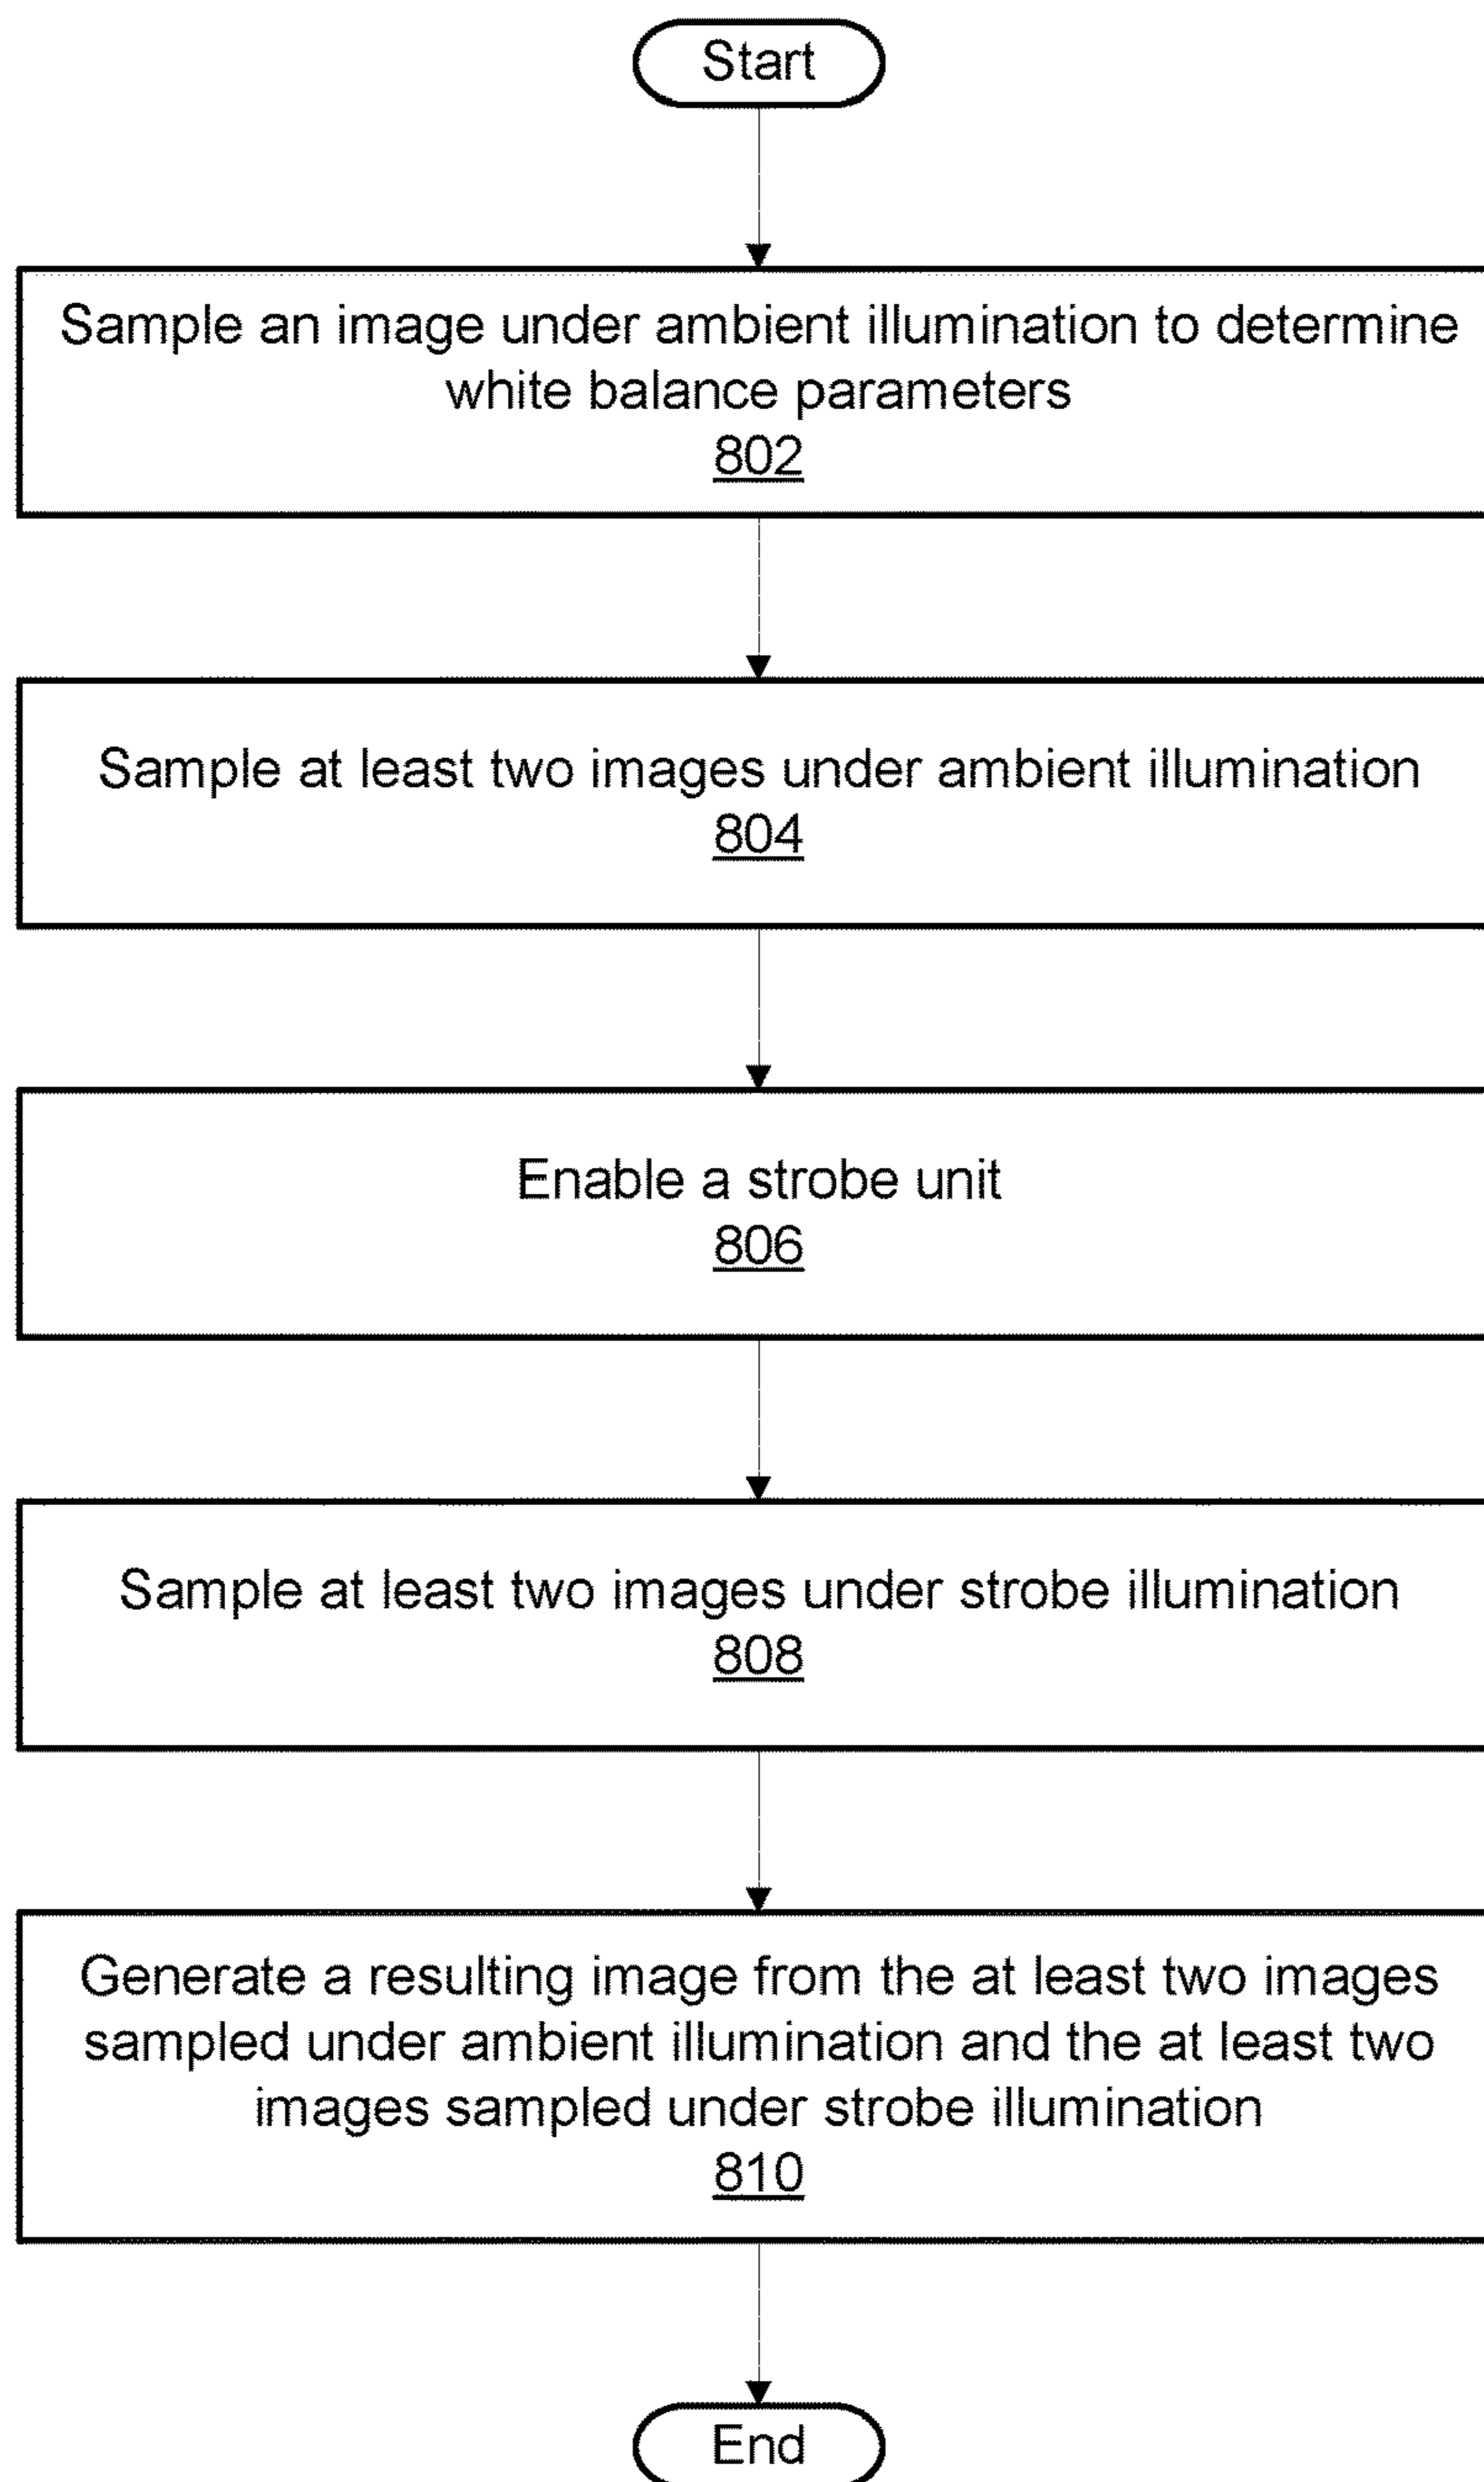 Start
Sample an image under ambient illumination to determine
white balance parameters
802
Sample at least two images under ambient illumination
804
Enable a strobe unit
806
Sample at least two images under strobe illumination
808
Generate a resulting image from the at least two images
sampled under ambient illumination and the at least two
images sampled under strobe illumination
810
End